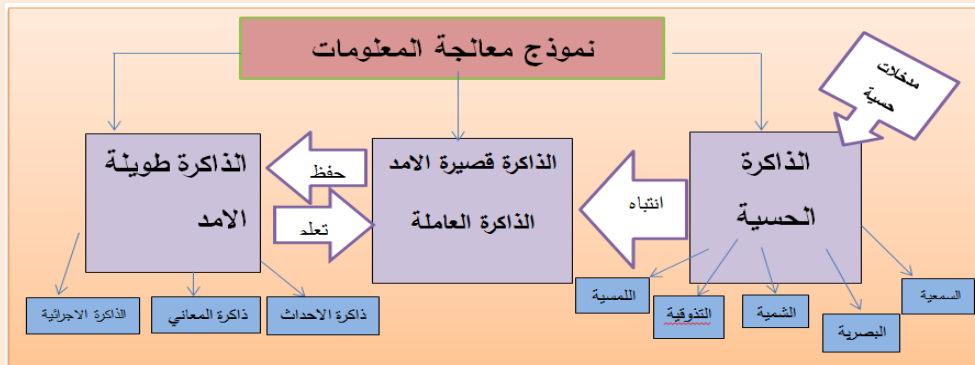 نموذج معالجة المعلومات
مدخلات
حسية
الذاكرة
الحسية
انتباه
الذاكرة قصيرة الامد
الذاكرة العاملة
حفظ
تعلم
الذاكرة طويلة
الامد
السمعية
البصرية
الشمية
التذوقية
اللمسية
ذاكرة الاحداث
ذاكرة المعاني
الذاكرة الاجرائية